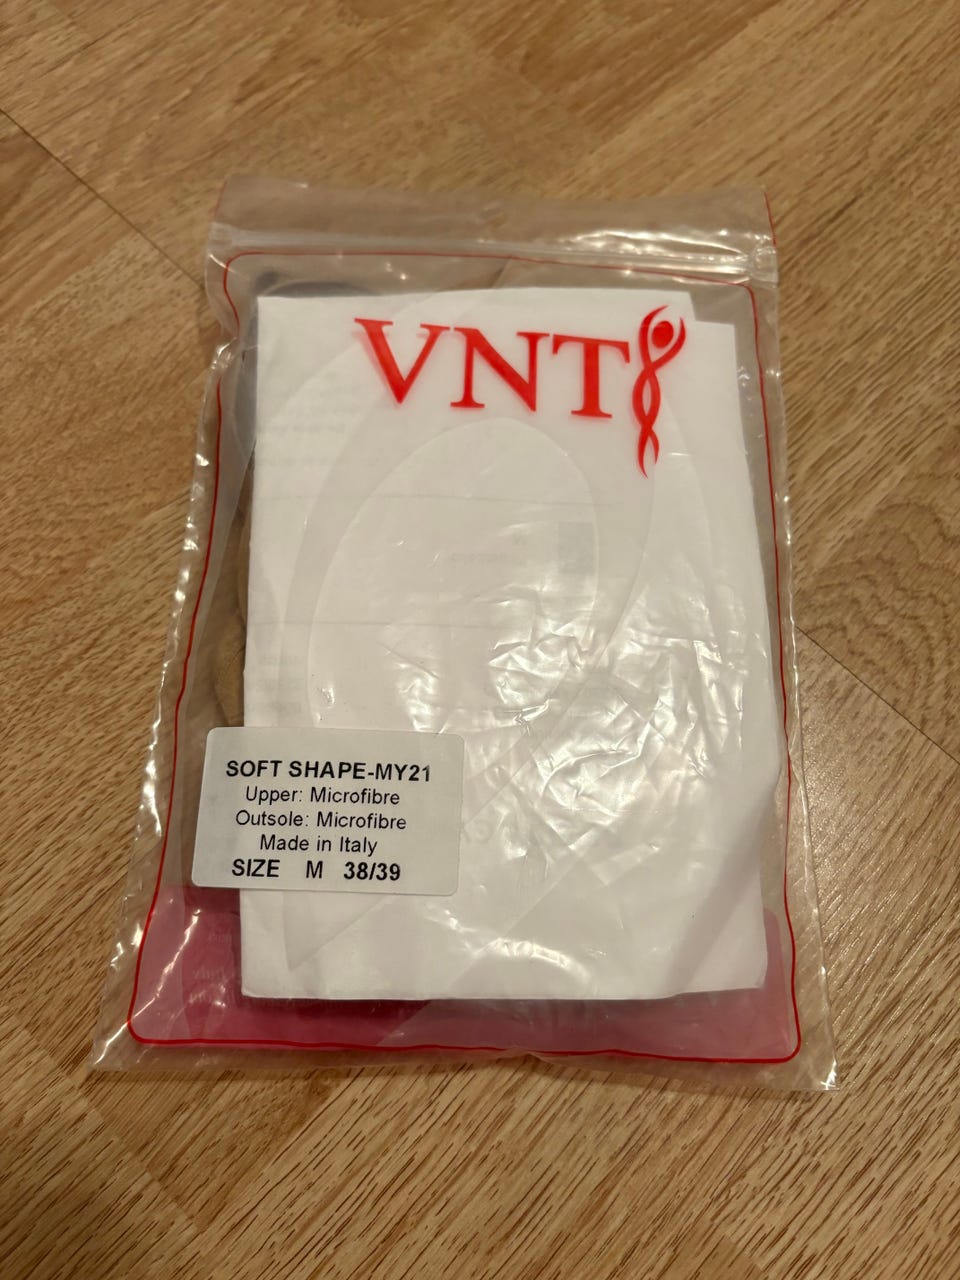 VNT
SOFT SHAPE-MY21
Upper: Microfibre
Outsole: Microfibre
Made in Italy
SIZE M 38/39